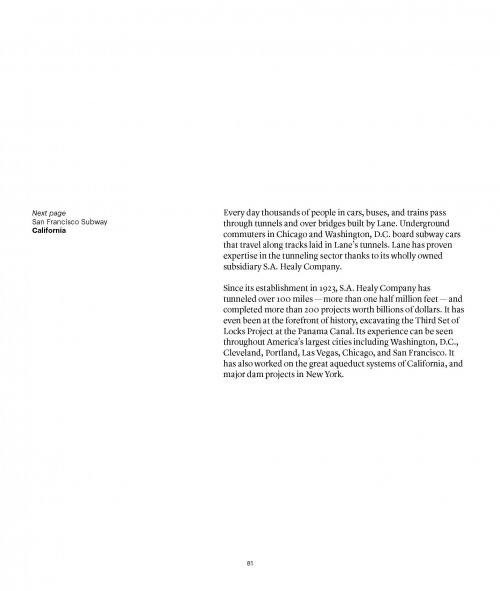 Next page
San Francisco Subway
California
Every day thousands of people in cars, buses, and trains pass
through tunnels and over bridges built by Lane. Underground
commuters in Chicago and Washington, D.C. board subway cars
that travel along tracks laid in Lane's tunnels. Lane has proven
expertise in the tunneling sector thanks to its wholly owned
subsidiary S.A. Healy Company.
Since its establishment in 1923, S.A. Healy Company has
tunneled over 100 miles — more than one half million feet — and
completed more than 200 projects worth billions of dollars. It has
even been at the forefront of history, excavating the Third Set of
Locks Project at the Panama Canal. Its experience can be seen
throughout America's largest cities including Washington, D.C.,
Cleveland, Portland, Las Vegas, Chicago, and San Francisco. It
has also worked on the great aqueduct systems of California, and
major dam projects in New York.
81